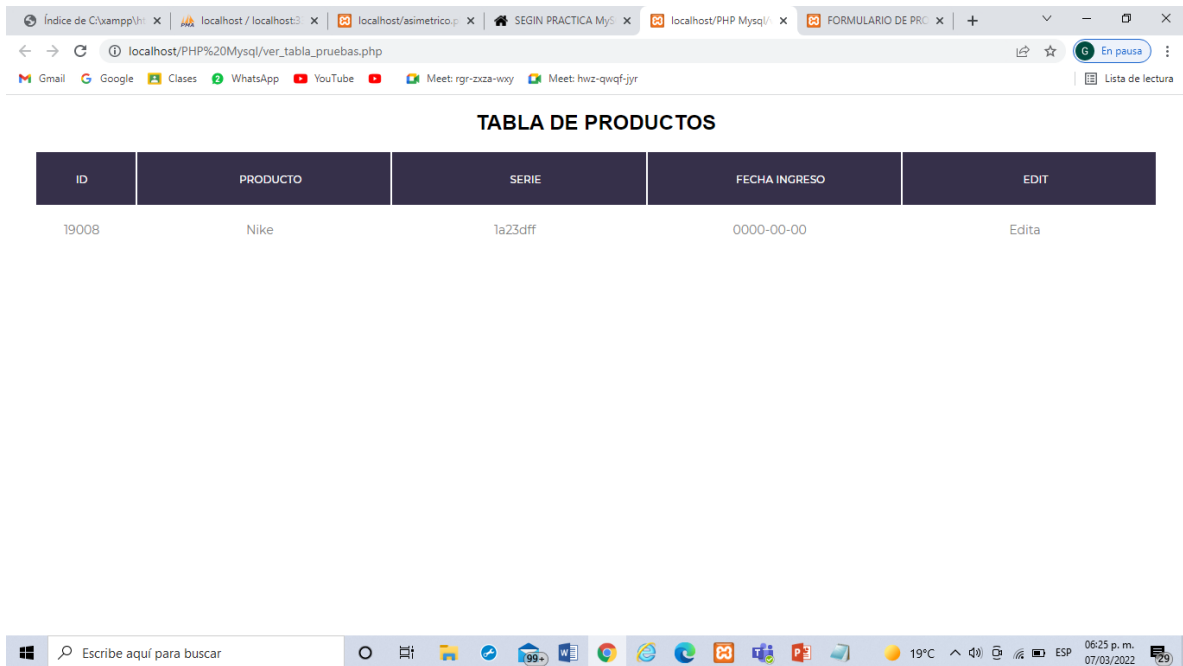 Índice de C:\xampp\ht
localhost / localhost:3
localhost/asimetrico.p
SEGIN PRACTICA MyS
localhost/PHP Mysql/
FORMULARIO DE PRO
localhost/PHP%20Mysql/ver_tabla_pruebas.php
G En pausa
Gmail Google Clases WhatsApp YouTube Meet: rgr-zxza-wxy Meet: hwz-qwqf-jyr Lista de lectura
TABLA DE PRODUCTOS
ID PRODUCTO SERIE FECHA INGRESO EDIT
19008 Nike 1a23dff 0000-00-00 Edita
Escribe aquí para buscar
99+
19°C ESP
06:25 p. m.
07/03/2022
29